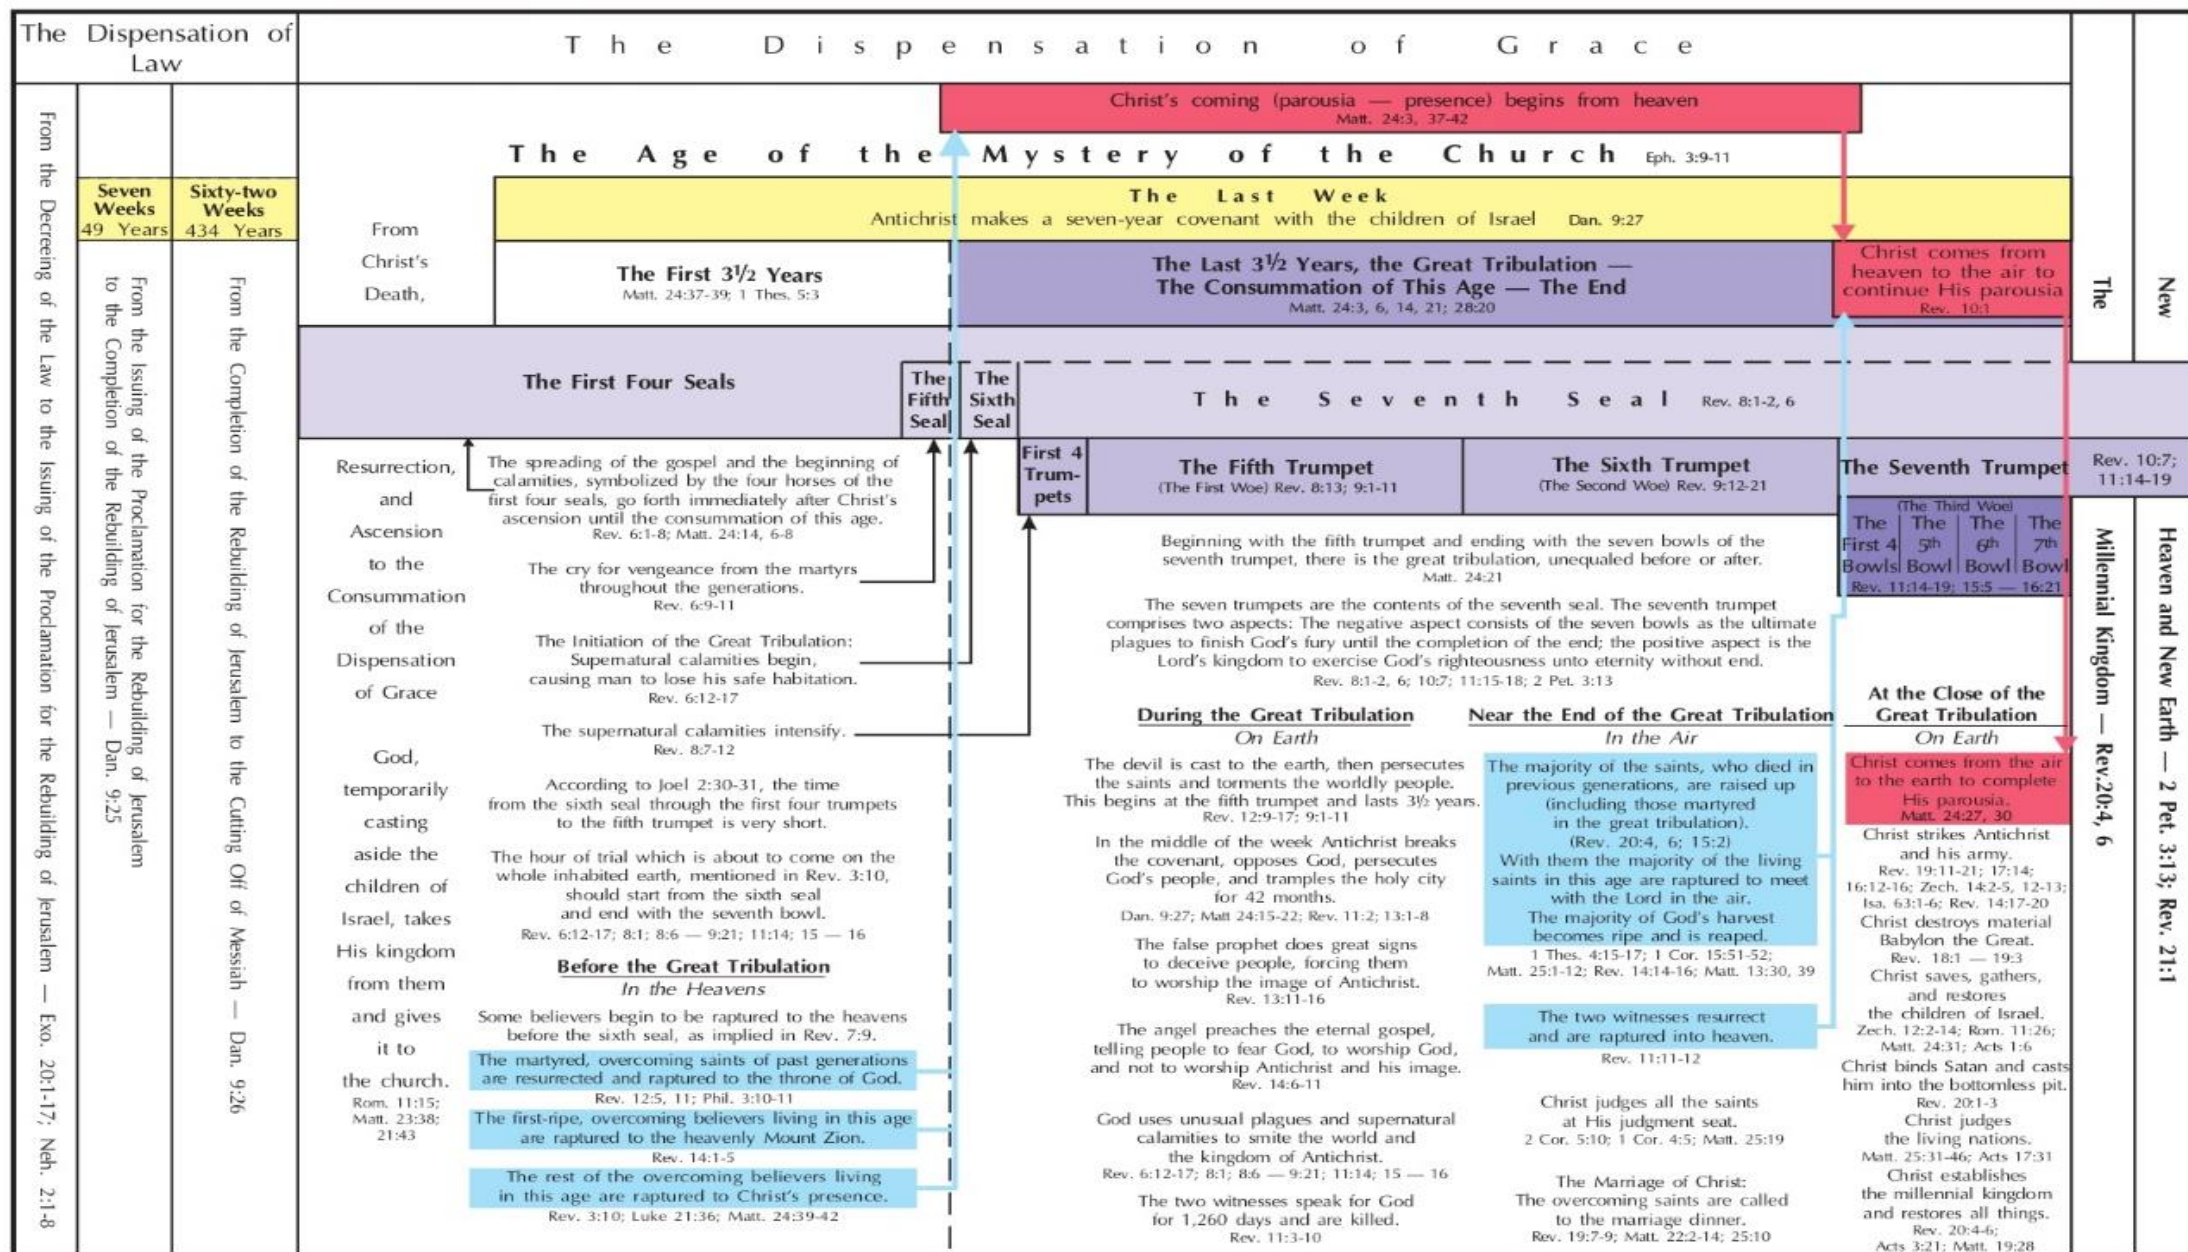 The Dispensation of
Law
The Dispensation of Grace
Christ's coming (parousia — presence) begins from heaven
Matt. 24:3, 37-42
The Age of the Mystery of the Church Eph. 3:9-11
From the Decreeing of the Law to the Issuing of the Proclamation for the Rebuilding of Jerusalem — Exo. 20:1-17; Neh. 2:1-8
Seven
Weeks
49 Years
From the Issuing of the Proclamation for the Rebuilding of Jerusalem
to the Completion of the Rebuilding of Jerusalem — Dan. 9:25
Sixty-two
Weeks
434 Years
From the Completion of the Rebuilding of Jerusalem to the Cutting Off of Messiah — Dan. 9:26
From
Christ's
Death,
The Last Week
Antichrist makes a seven-year covenant with the children of Israel Dan. 9:27
The First 3½ Years
Matt. 24:37-39; 1 Thes. 5:3
The Last 3½ Years, the Great Tribulation —
The Consummation of This Age — The End
Matt. 24:3, 6, 14, 21; 28:20
Christ comes from
heaven to the air to
continue His parousia
Rev. 10:1
The First Four Seals
The
Fifth
Seal
The
Sixth
Seal
The Seventh Seal Rev. 8:1-2, 6
First 4
Trum-
pets
The Fifth Trumpet
(The First Woe) Rev. 8:13; 9:1-11
The Sixth Trumpet
(The Second Woe) Rev. 9:12-21
The Seventh Trumpet
Rev. 10:7;
11:14-19
(The Third Woe)
The
First 4
Bowls
The
5th
Bowl
The
6th
Bowl
The
7th
Bowl
Rev. 11:14-19; 15:5 — 16:21
Resurrection,
and
Ascension
to the
Consummation
of the
Dispensation
of Grace
God,
temporarily
casting
aside the
children of
Israel, takes
His kingdom
from them
and gives
it to
the church.
Rom. 11:15;
Matt. 23:38;
21:43
The spreading of the gospel and the beginning of
calamities, symbolized by the four horses of the
first four seals, go forth immediately after Christ's
ascension until the consummation of this age.
Rev. 6:1-8; Matt. 24:14, 6-8
The cry for vengeance from the martyrs
throughout the generations.
Rev. 6:9-11
The Initiation of the Great Tribulation:
Supernatural calamities begin,
causing man to lose his safe habitation.
Rev. 6:12-17
The supernatural calamities intensify.
Rev. 8:7-12
According to Joel 2:30-31, the time
from the sixth seal through the first four trumpets
to the fifth trumpet is very short.
The hour of trial which is about to come on the
whole inhabited earth, mentioned in Rev. 3:10,
should start from the sixth seal
and end with the seventh bowl.
Rev. 6:12-17; 8:1; 8:6 — 9:21; 11:14; 15 — 16
Before the Great Tribulation
In the Heavens
Some believers begin to be raptured to the heavens
before the sixth seal, as implied in Rev. 7:9.
The martyred, overcoming saints of past generations
are resurrected and raptured to the throne of God.
Rev. 12:5, 11; Phil. 3:10-11
The first-ripe, overcoming believers living in this age
are raptured to the heavenly Mount Zion.
Rev. 14:1-5
The rest of the overcoming believers living
in this age are raptured to Christ's presence.
Rev. 3:10; Luke 21:36; Matt. 24:39-42
Beginning with the fifth trumpet and ending with the seven bowls of the
seventh trumpet, there is the great tribulation, unequaled before or after.
Matt. 24:21
The seven trumpets are the contents of the seventh seal. The seventh trumpet
comprises two aspects: The negative aspect consists of the seven bowls as the ultimate
plagues to finish God's fury until the completion of the end; the positive aspect is the
Lord's kingdom to exercise God's righteousness unto eternity without end.
Rev. 8:1-2, 6; 10:7; 11:15-18; 2 Pet. 3:13
During the Great Tribulation
On Earth
The devil is cast to the earth, then persecutes
the saints and torments the worldly people.
This begins at the fifth trumpet and lasts 3½ years.
Rev. 12:9-17; 9:1-11
In the middle of the week Antichrist breaks
the covenant, opposes God, persecutes
God's people, and tramples the holy city
for 42 months.
Dan. 9:27; Matt 24:15-22; Rev. 11:2; 13:1-8
The false prophet does great signs
to deceive people, forcing them
to worship the image of Antichrist.
Rev. 13:11-16
The angel preaches the eternal gospel,
telling people to fear God, to worship God,
and not to worship Antichrist and his image.
Rev. 14:6-11
God uses unusual plagues and supernatural
calamities to smite the world and
the kingdom of Antichrist.
Rev. 6:12-17; 8:1; 8:6 — 9:21; 11:14; 15 — 16
The two witnesses speak for God
for 1,260 days and are killed.
Rev. 11:3-10
Near the End of the Great Tribulation
In the Air
The majority of the saints, who died in
previous generations, are raised up
(including those martyred
in the great tribulation).
(Rev. 20:4, 6; 15:2)
With them the majority of the living
saints in this age are raptured to meet
with the Lord in the air.
The majority of God's harvest
becomes ripe and is reaped.
1 Thes. 4:15-17; 1 Cor. 15:51-52;
Matt. 25:1-12; Rev. 14:14-16; Matt. 13:30, 39
The two witnesses resurrect
and are raptured into heaven.
Rev. 11:11-12
Christ judges all the saints
at His judgment seat.
2 Cor. 5:10; 1 Cor. 4:5; Matt. 25:19
The Marriage of Christ:
The overcoming saints are called
to the marriage dinner.
Rev. 19:7-9; Matt. 22:2-14; 25:10
At the Close of the
Great Tribulation
On Earth
Christ comes from the air
to the earth to complete
His parousia.
Matt. 24:27, 30
Christ strikes Antichrist
and his army.
Rev. 19:11-21; 17:14;
16:12-16; Zech. 14:2-5, 12-13;
Isa. 63:1-6; Rev. 14:17-20
Christ destroys material
Babylon the Great.
Rev. 18:1 — 19:3
Christ saves, gathers,
and restores
the children of Israel.
Zech. 12:2-14; Rom. 11:26;
Matt. 24:31; Acts 1:6
Christ binds Satan and casts
him into the bottomless pit.
Rev. 20:1-3
Christ judges
the living nations.
Matt. 25:31-46; Acts 17:31
Christ establishes
the millennial kingdom
and restores all things.
Rev. 20:4-6;
Acts 3:21; Matt. 19:28
The Millennial Kingdom — Rev.20:4, 6
New Heaven and New Earth — 2 Pet. 3:13; Rev. 21:1